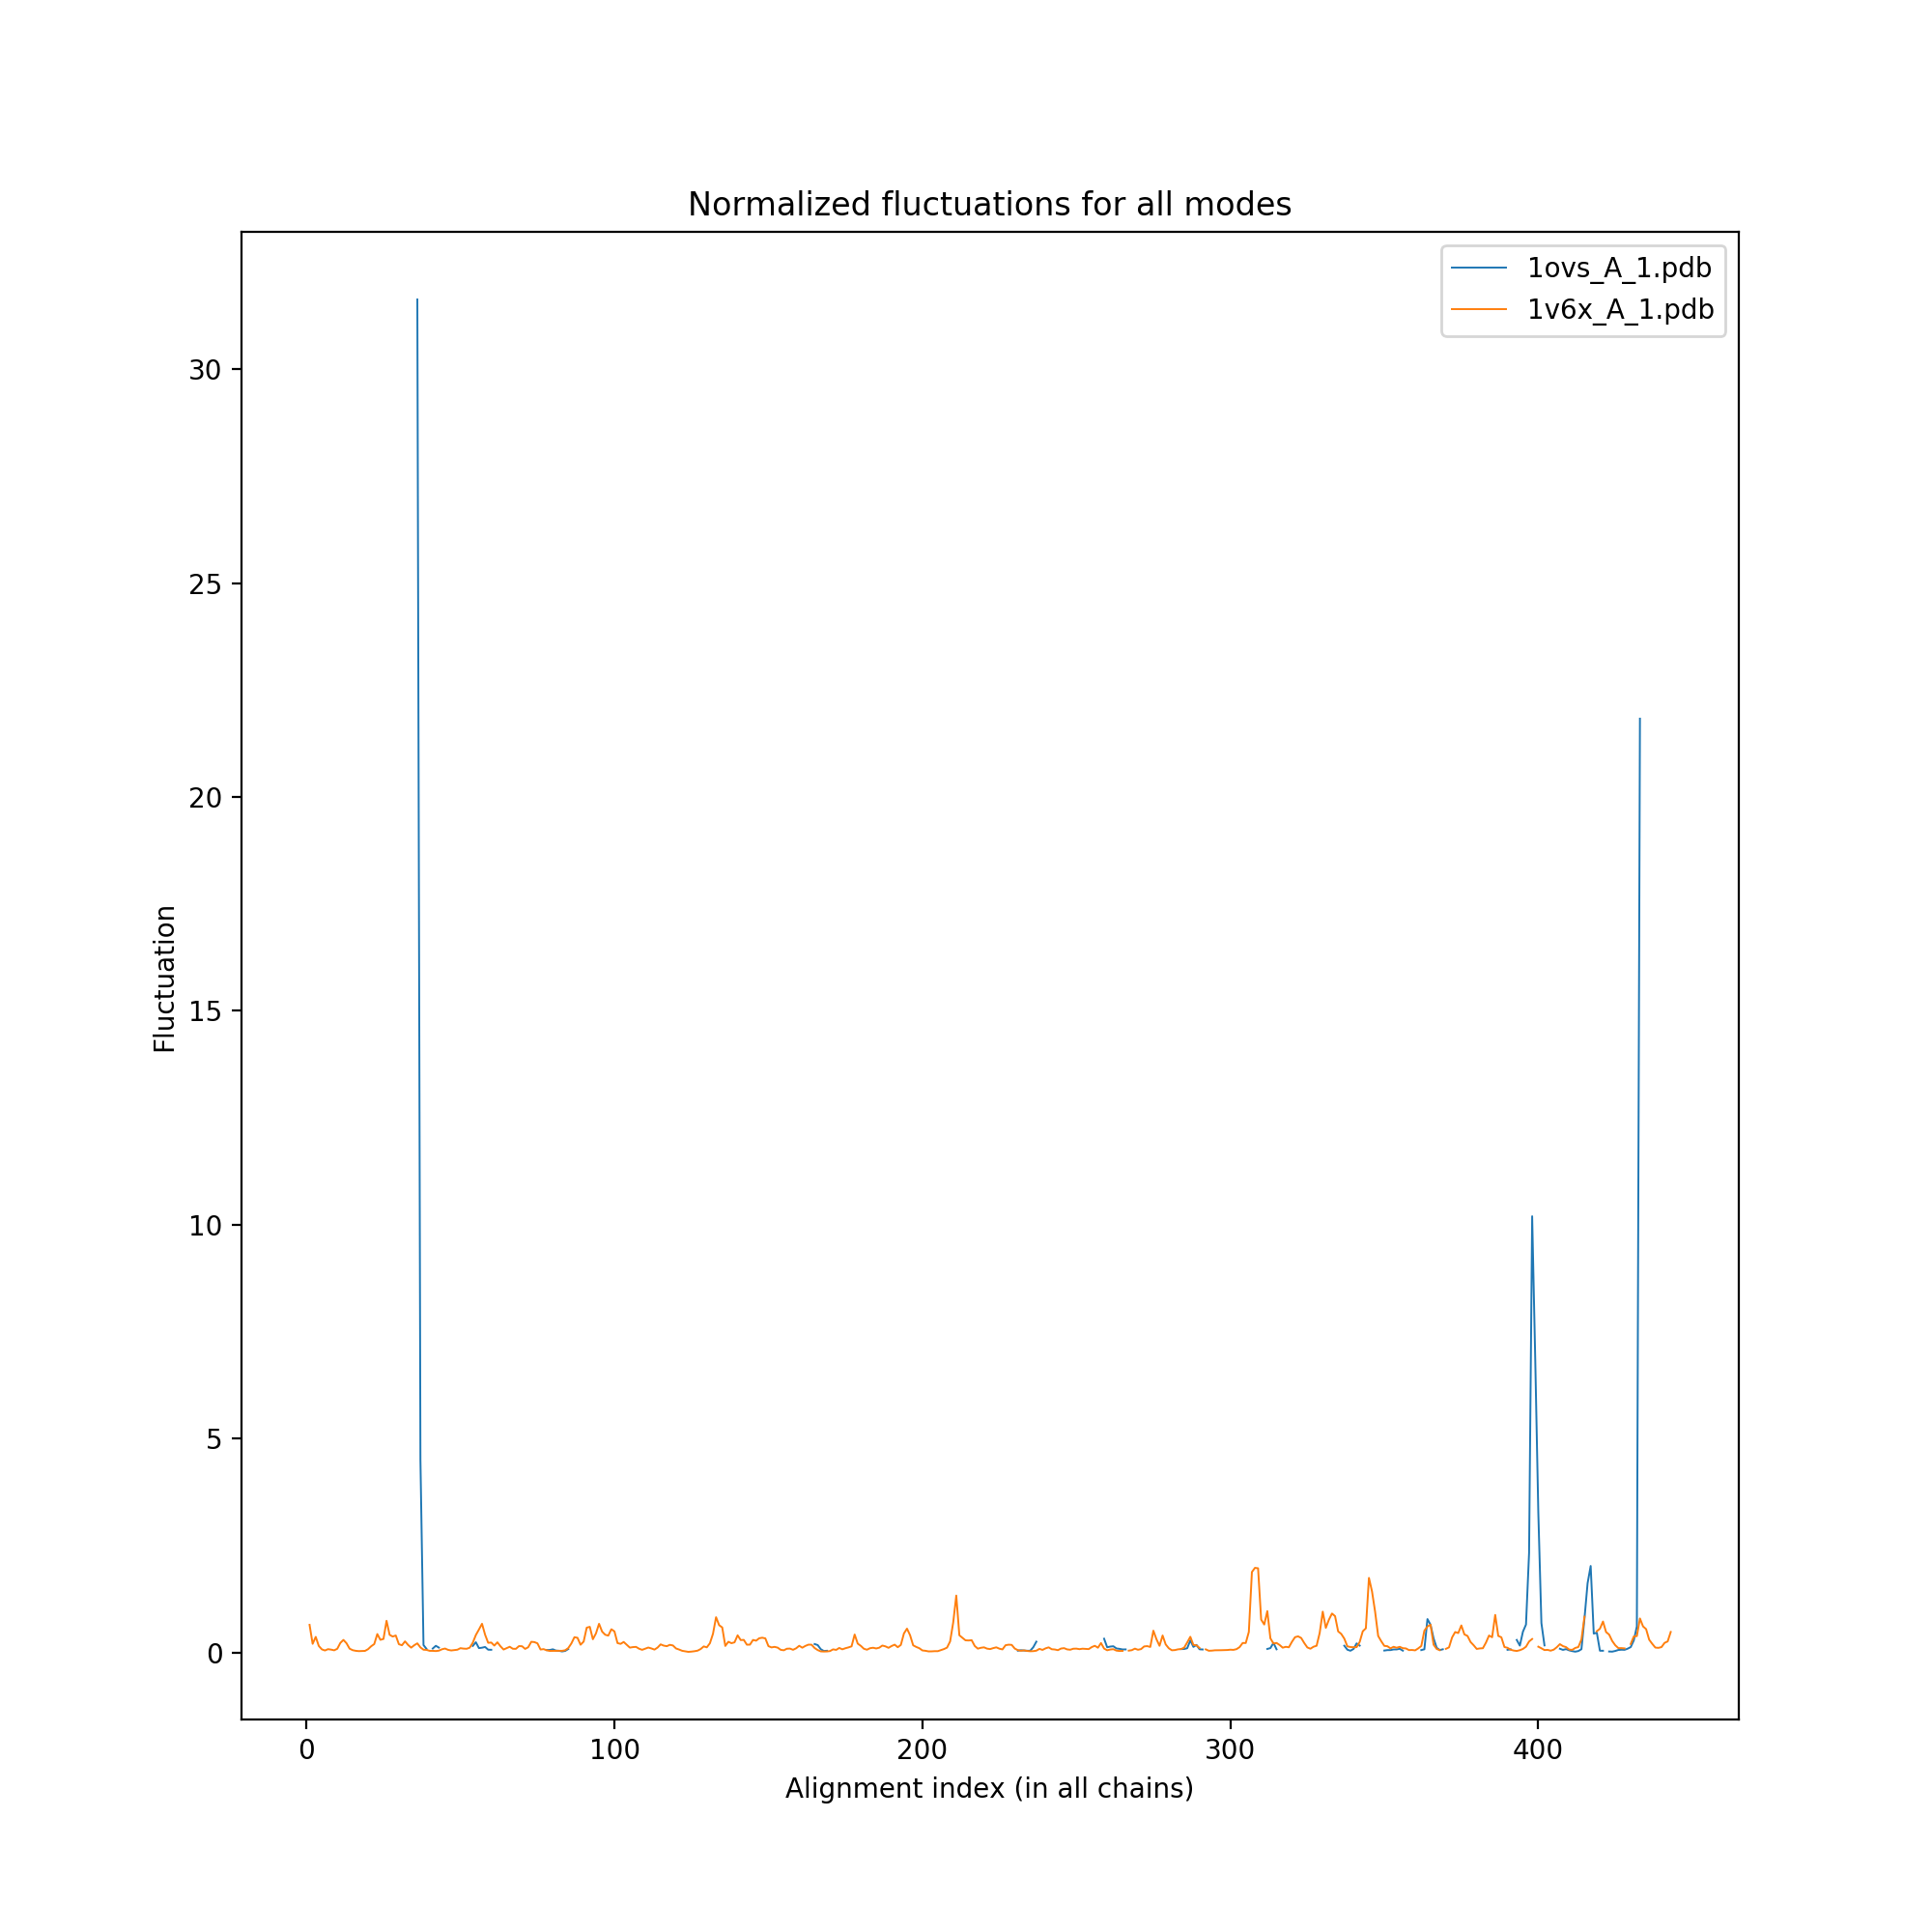 Normalized fluctuations for all modes
1ovs_A_1.pdb
1v6x_A_1.pdb
30
25
20
15
10
5
0
Fluctuation
0 100 200 300 400
Alignment index (in all chains)